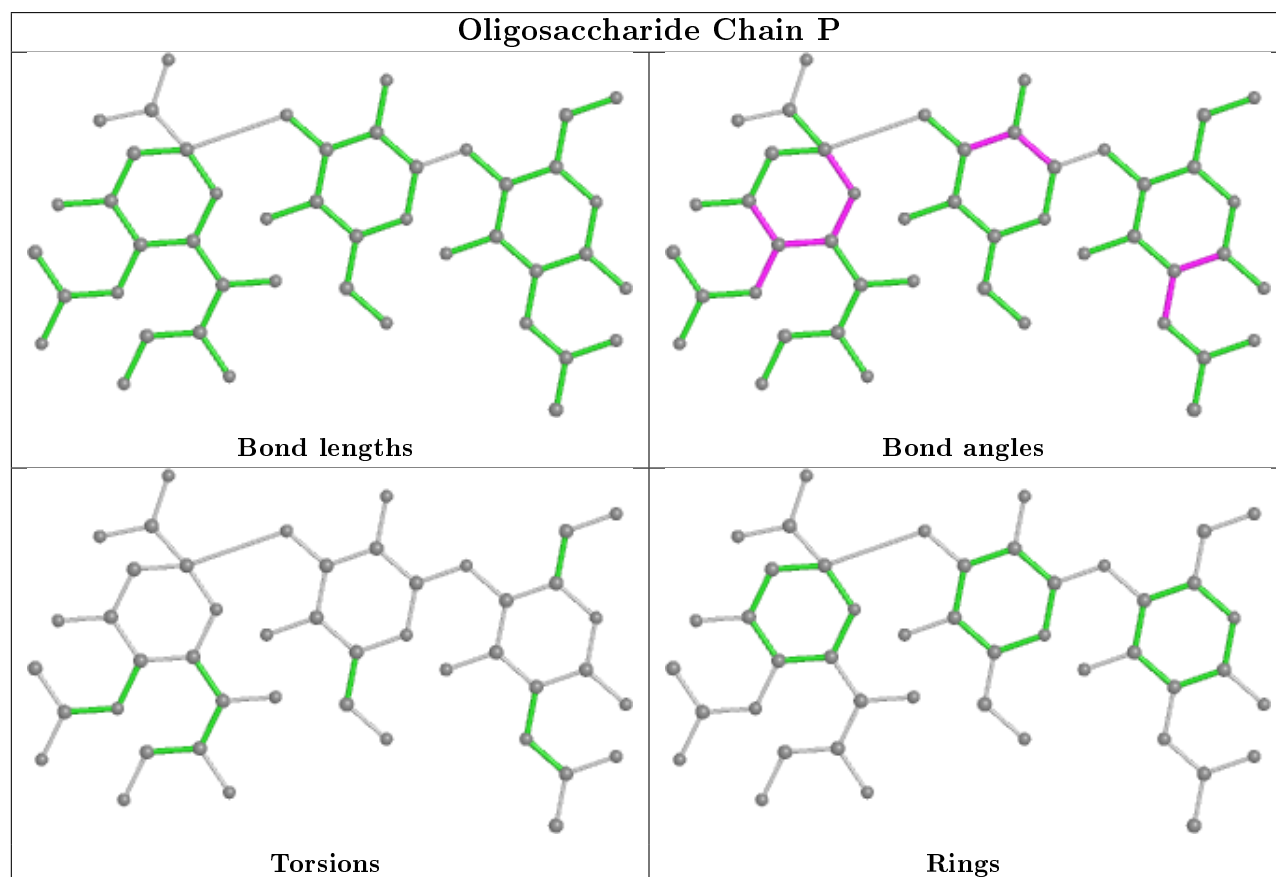 Oligosaccharide Chain P
Bond lengths
Bond angles
Torsions
Rings